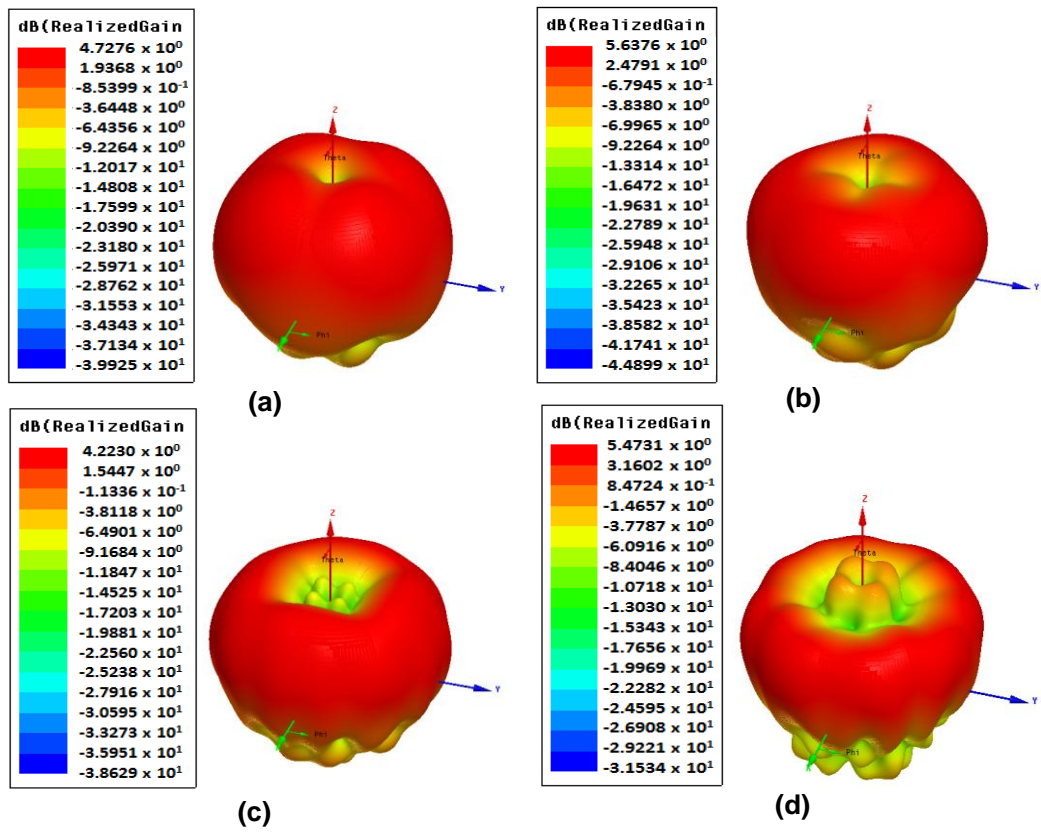 dB(RealizedGain
4.7276 x 10⁰
1.9368 x 10⁰
-8.5399 x 10⁻¹
-3.6448 x 10⁰
-6.4356 x 10⁰
-9.2264 x 10⁰
-1.2017 x 10¹
-1.4808 x 10¹
-1.7599 x 10¹
-2.0390 x 10¹
-2.3180 x 10¹
-2.5971 x 10¹
-2.8762 x 10¹
-3.1553 x 10¹
-3.4343 x 10¹
-3.7134 x 10¹
-3.9925 x 10¹
Z
Theta
Y
Phi
X
(a)
dB(RealizedGain
5.6376 x 10⁰
2.4791 x 10⁰
-6.7945 x 10⁻¹
-3.8380 x 10⁰
-6.9965 x 10⁰
-9.2264 x 10⁰
-1.3314 x 10¹
-1.6472 x 10¹
-1.9631 x 10¹
-2.2789 x 10¹
-2.5948 x 10¹
-2.9106 x 10¹
-3.2265 x 10¹
-3.5423 x 10¹
-3.8582 x 10¹
-4.1741 x 10¹
-4.4899 x 10¹
Z
Theta
Y
Phi
X
(b)
dB(RealizedGain
4.2230 x 10⁰
1.5447 x 10⁰
-1.1336 x 10⁻¹
-3.8118 x 10⁰
-6.4901 x 10⁰
-9.1684 x 10⁰
-1.1847 x 10¹
-1.4525 x 10¹
-1.7203 x 10¹
-1.9881 x 10¹
-2.2560 x 10¹
-2.5238 x 10¹
-2.7916 x 10¹
-3.0595 x 10¹
-3.3273 x 10¹
-3.5951 x 10¹
-3.8629 x 10¹
Z
Theta
Y
Phi
X
(c)
dB(RealizedGain
5.4731 x 10⁰
3.1602 x 10⁰
8.4724 x 10⁻¹
-1.4657 x 10⁰
-3.7787 x 10⁰
-6.0916 x 10⁰
-8.4046 x 10⁰
-1.0718 x 10¹
-1.3030 x 10¹
-1.5343 x 10¹
-1.7656 x 10¹
-1.9969 x 10¹
-2.2282 x 10¹
-2.4595 x 10¹
-2.6908 x 10¹
-2.9221 x 10¹
-3.1534 x 10¹
Z
Theta
Y
Phi
X
(d)